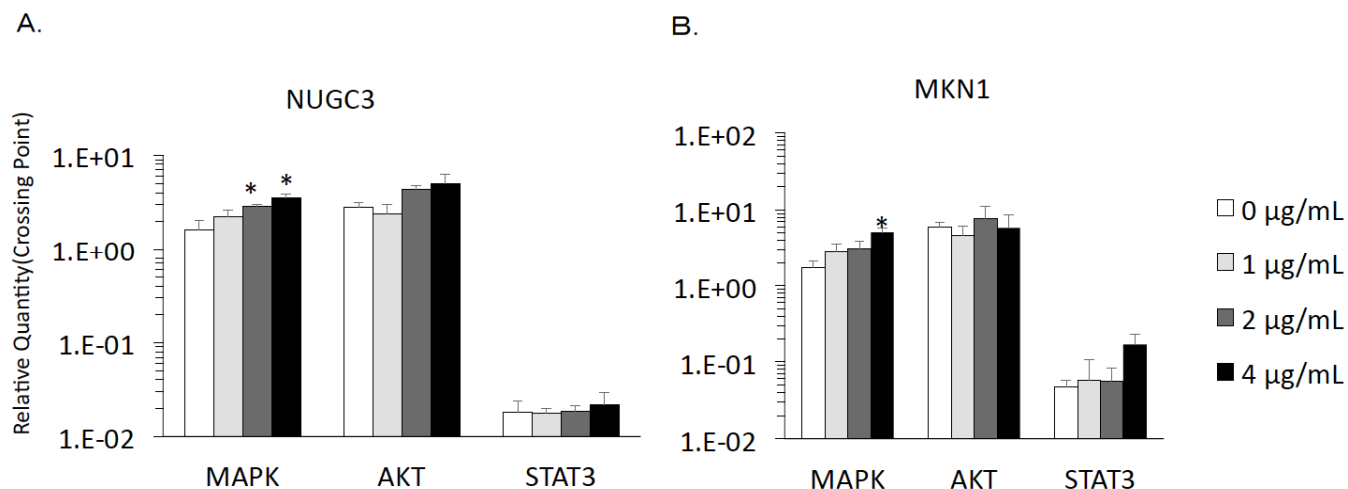 A.
NUGC3
Relative Quantity(Crossing Point)
1.E+01
1.E+00
1.E-01
1.E-02
* *
MAPK AKT STAT3
B.
MKN1
1.E+02
1.E+01
1.E+00
1.E-01
1.E-02
*
MAPK AKT STAT3
0 µg/mL
1 µg/mL
2 µg/mL
4 µg/mL